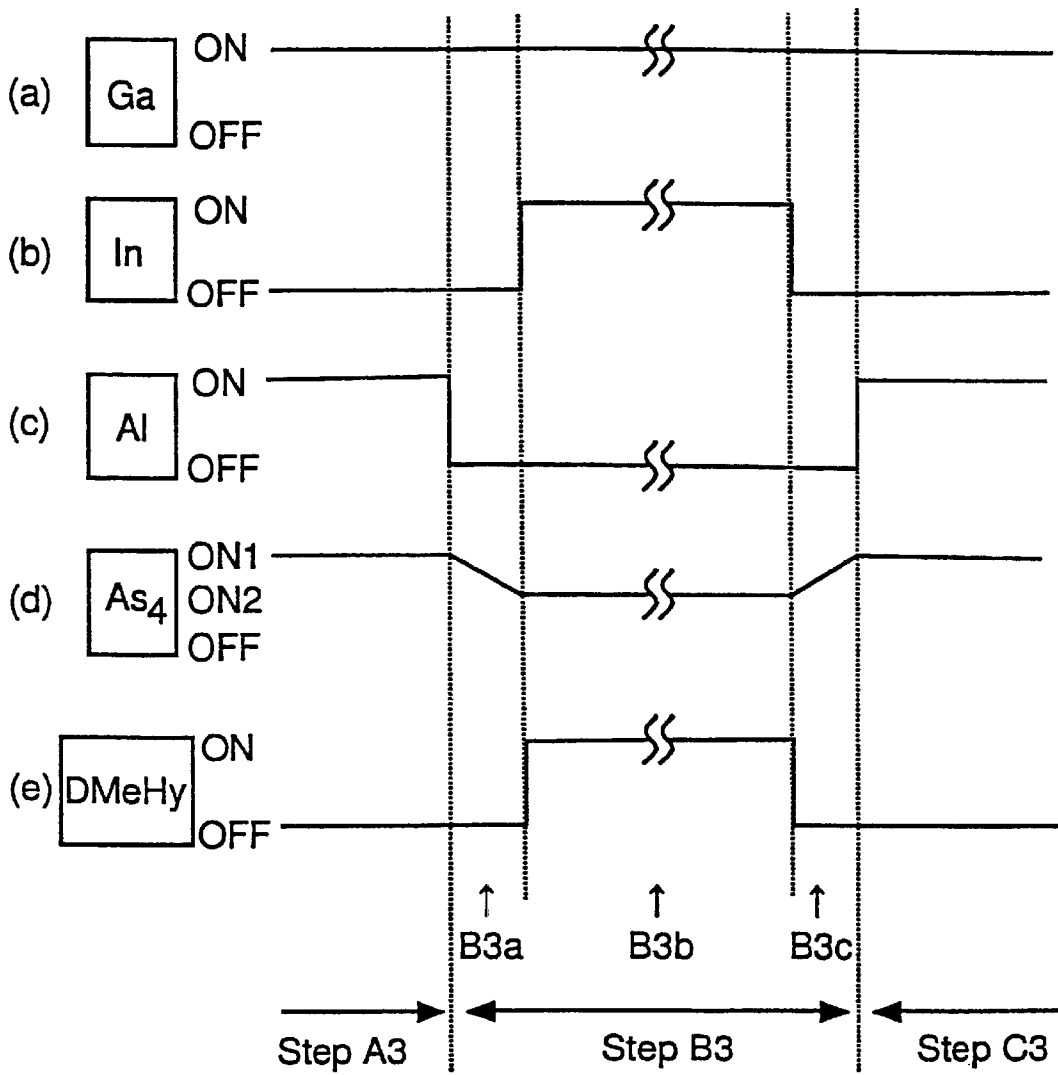 (a) Ga ON
OFF
(b) In ON
OFF
(c) Al ON
OFF
(d) As4 ON1
ON2
OFF
(e) DMeHy ON
OFF
↑ ↑ ↑
B3a B3b B3c
Step A3 Step B3 Step C3